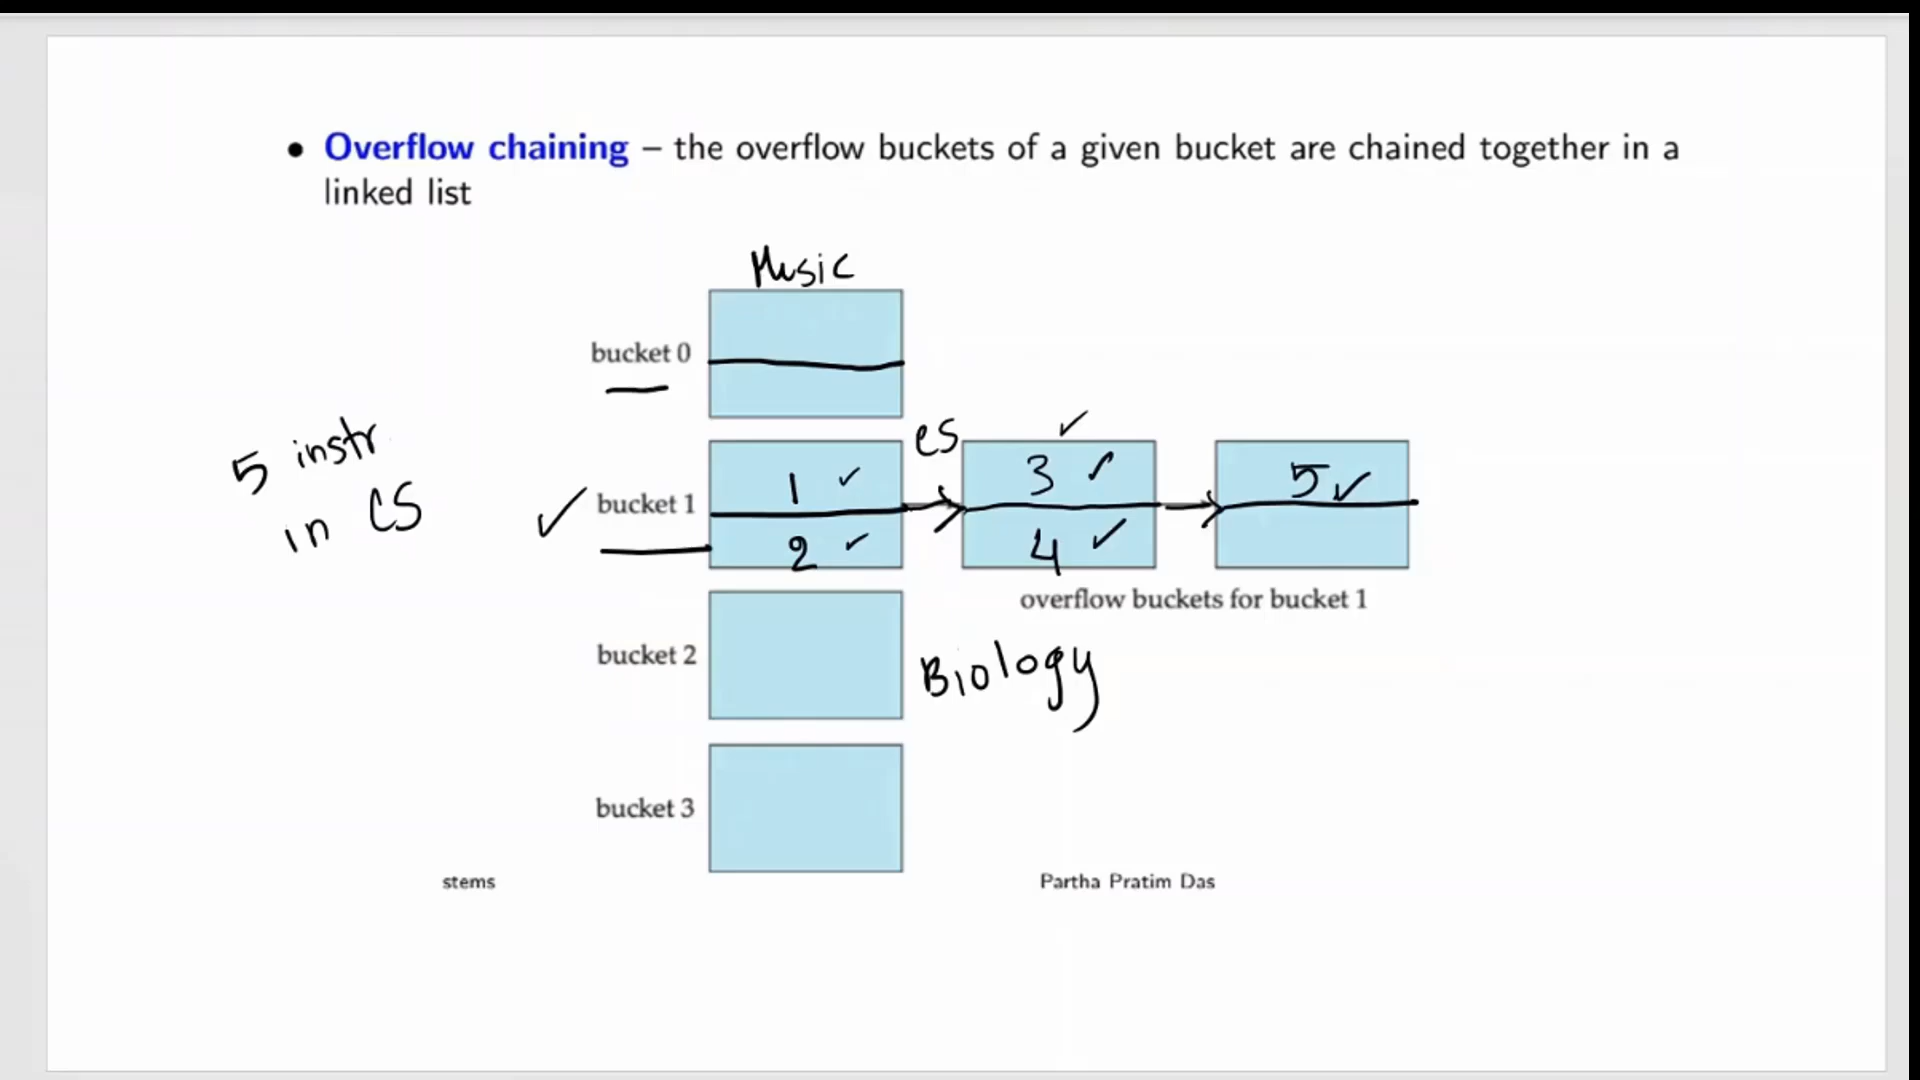 • Overflow chaining – the overflow buckets of a given bucket are chained together in a
linked list
Music
bucket 0
5 instr
in CS
CS
bucket 1
1
2
3
4
5
overflow buckets for bucket 1
bucket 2
Biology
bucket 3
stems
Partha Pratim Das